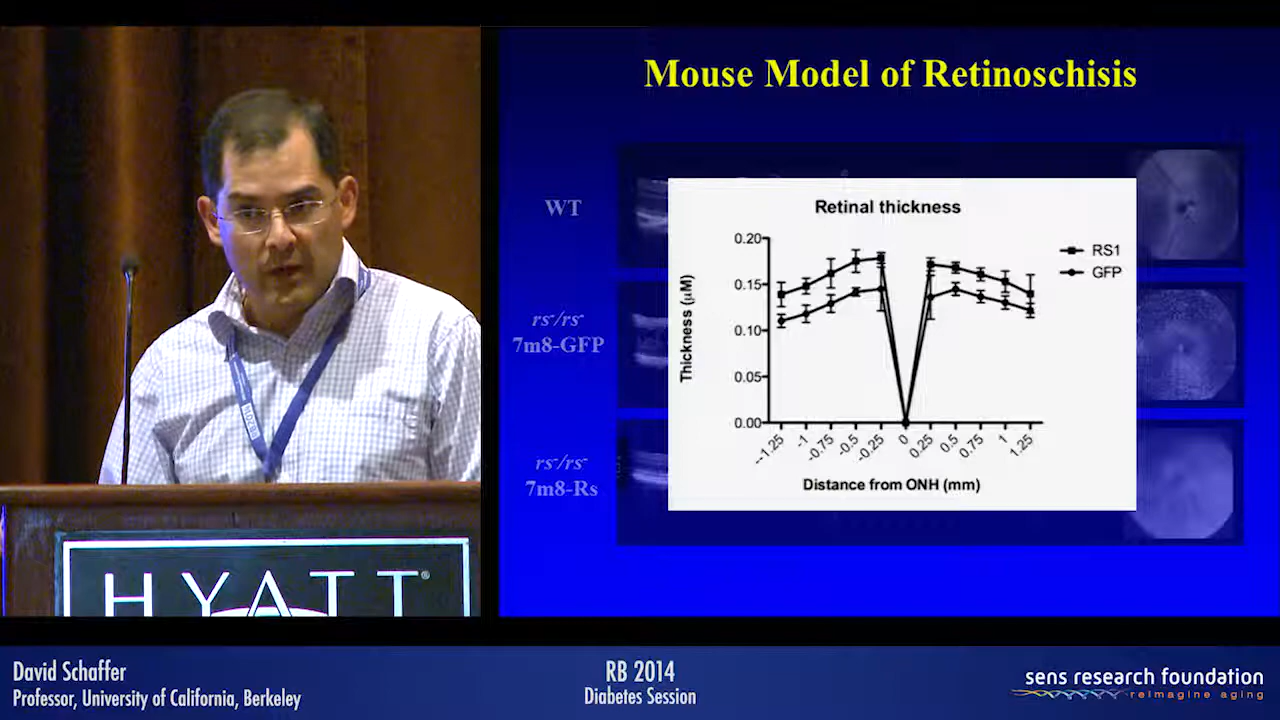 Mouse Model of Retinoschisis
WT
rs-/rs-
7m8-GFP
rs-/rs-
7m8-Rs
Retinal thickness
0.20
0.15
0.10
0.05
0.00
Thickness (µM)
--1.25
-1
-0.75
-0.5
-0.25
0
0.25
0.5
0.75
1
1.25
Distance from ONH (mm)
RS1
GFP
HYATT®
David Schaffer
Professor, University of California, Berkeley
RB 2014
Diabetes Session
sens research foundation
reimagine aging